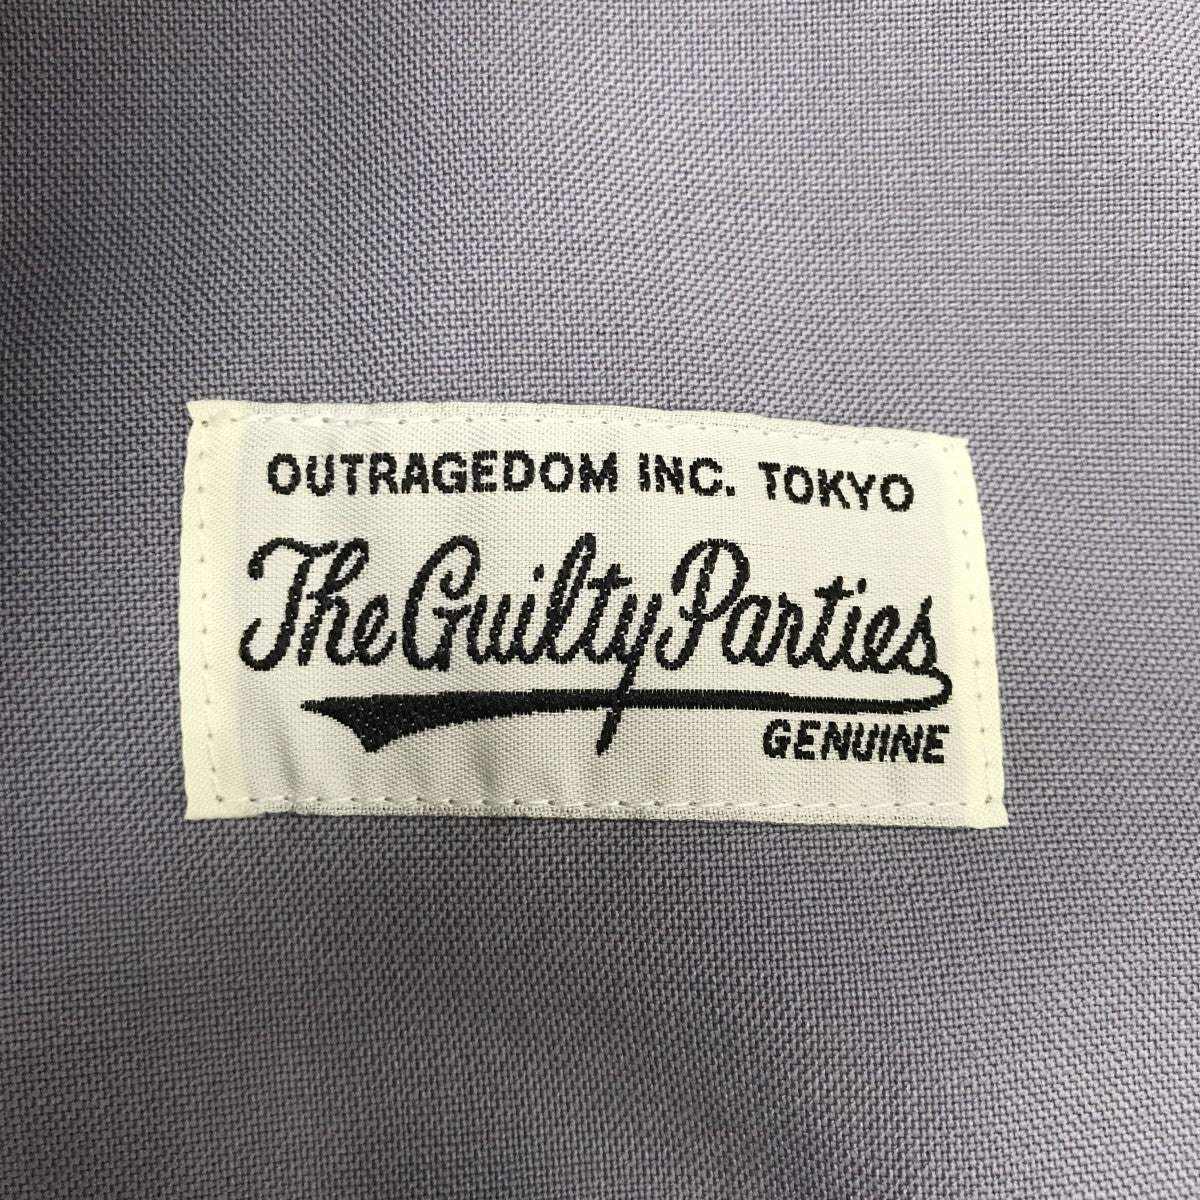 OUTRAGEDOM INC. TOKYO
The Guilty Parties
GENUINE